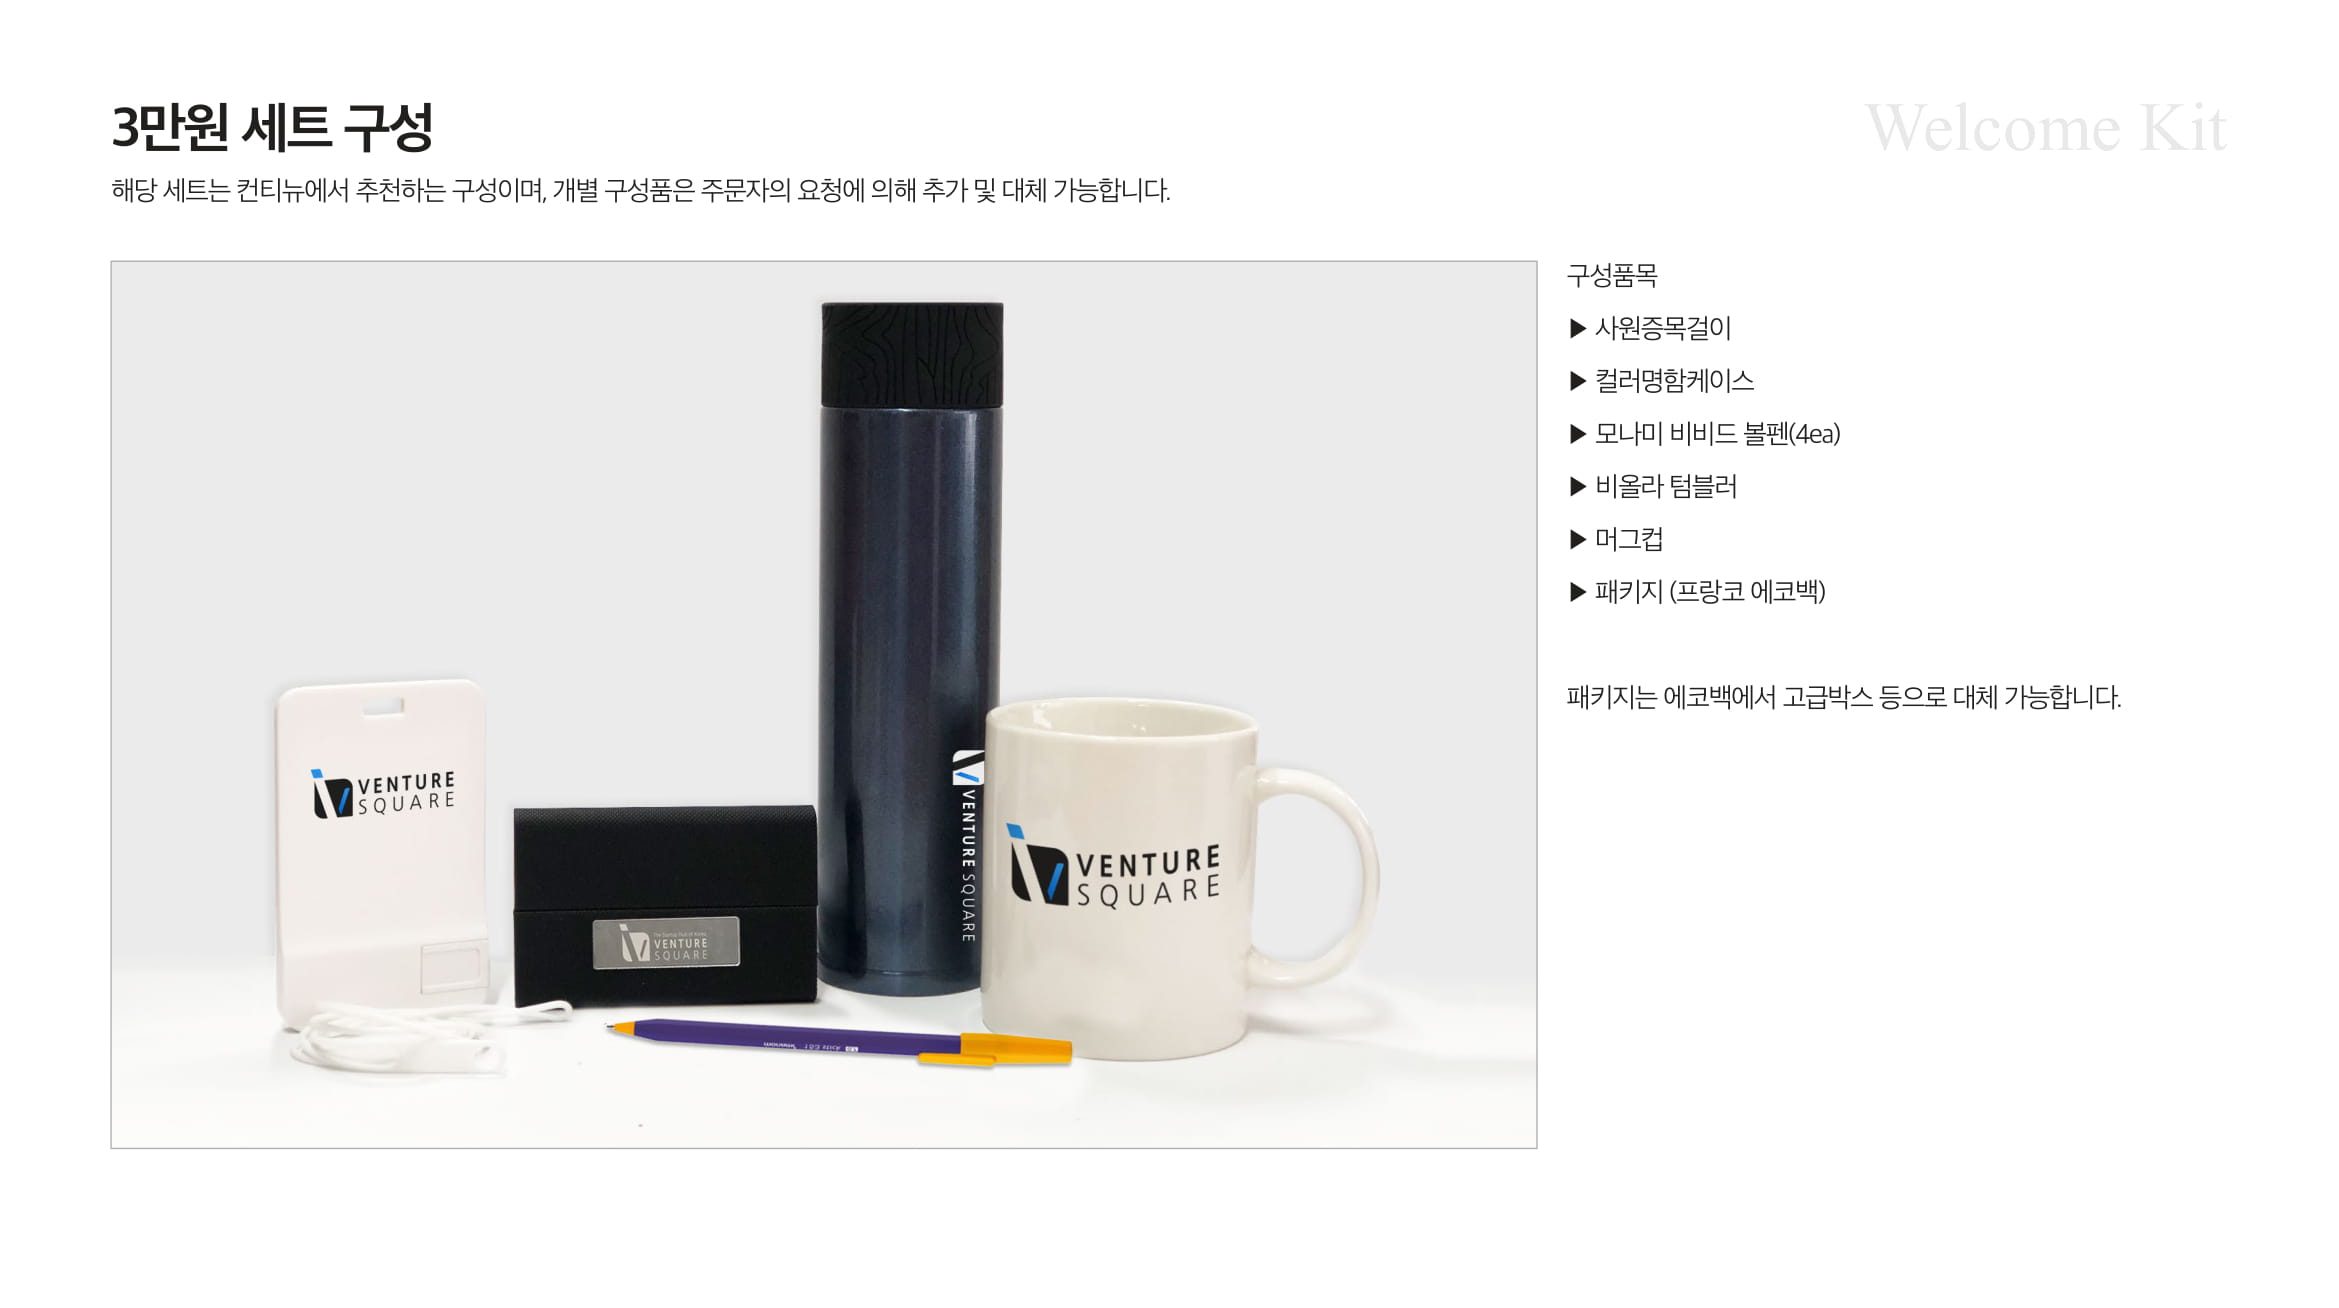 3만원 세트 구성
Welcome Kit
해당 세트는 컨티뉴에서 추천하는 구성이며, 개별 구성품은 주문자의 요청에 의해 추가 및 대체 가능합니다.
구성품목
▶ 사원증목걸이
▶ 컬러명함케이스
▶ 모나미 비비드 볼펜(4ea)
▶ 비올라 텀블러
▶ 머그컵
▶ 패키지 (프랑코 에코백)
패키지는 에코백에서 고급박스 등으로 대체 가능합니다.
VENTURE
SQUARE
The Startup Hub of Korea
VENTURE
SQUARE
VENTURE SQUARE
VENTURE
SQUARE
monami